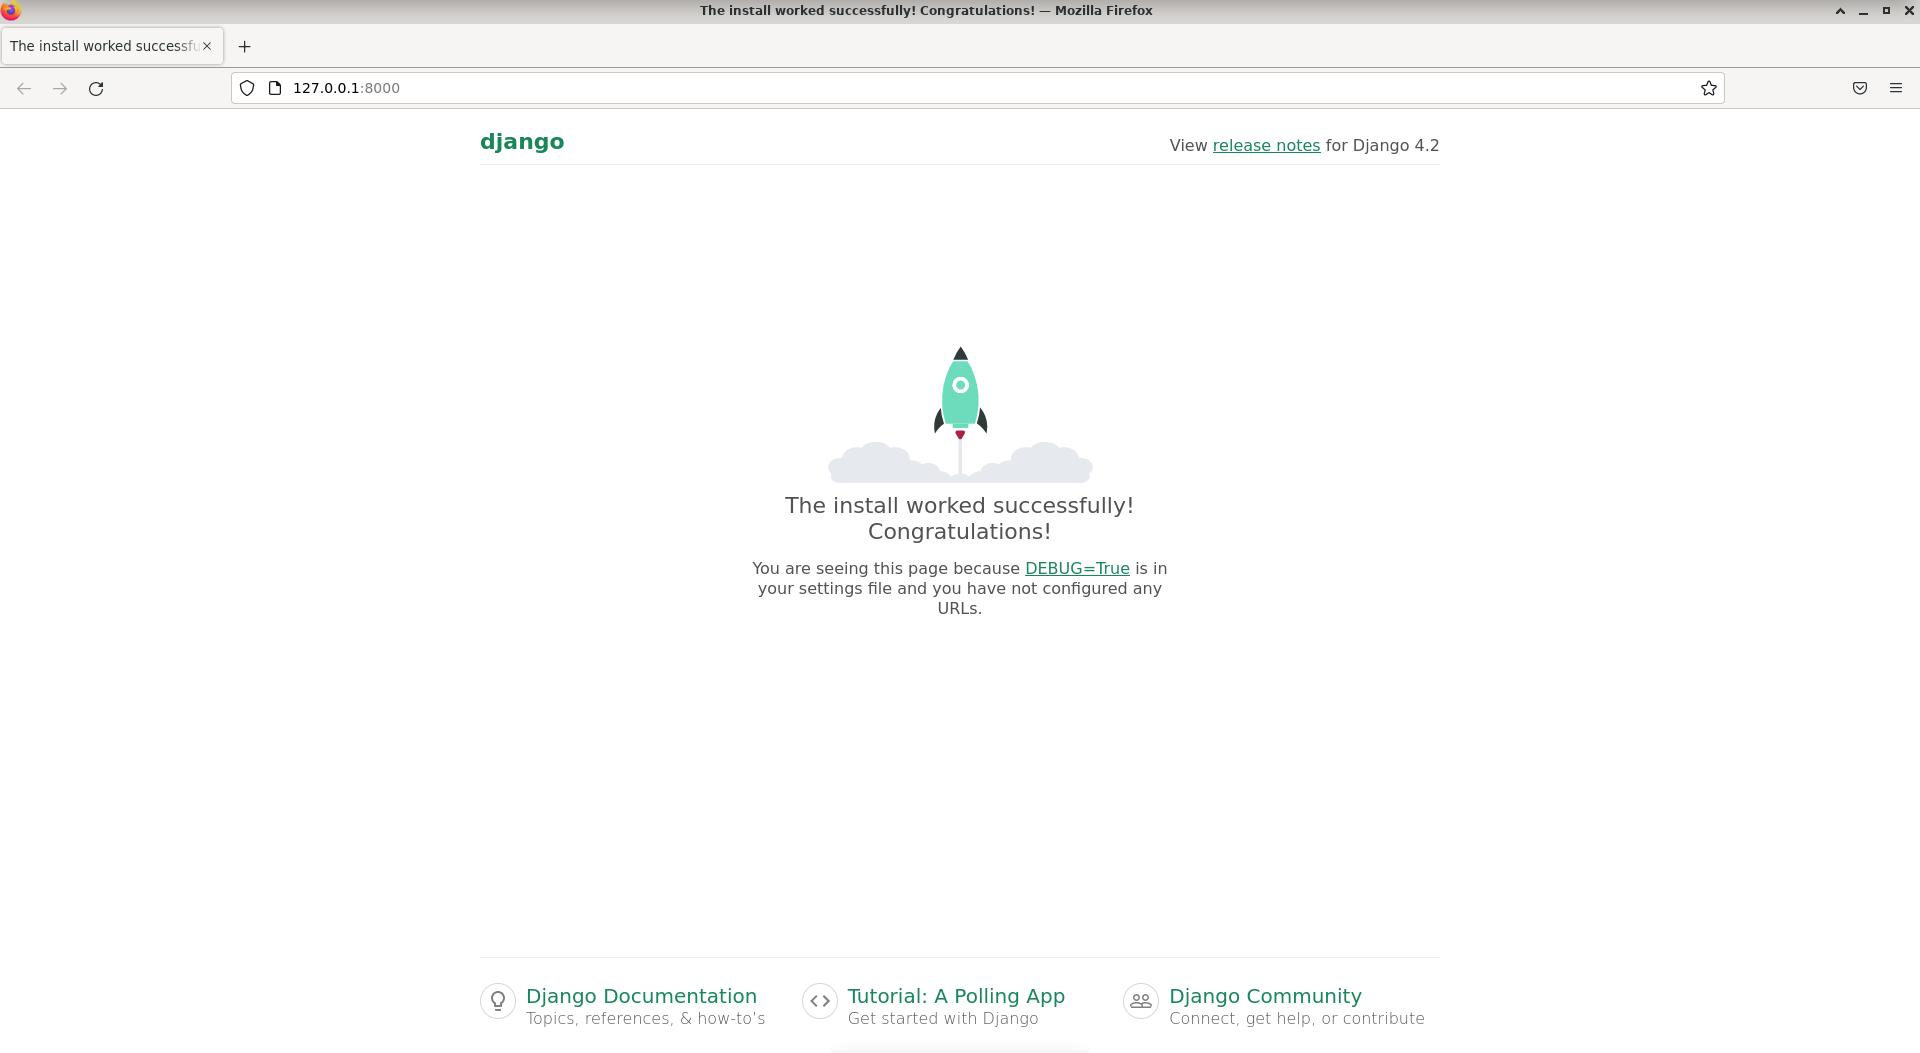 The install worked successfully! Congratulations! — Mozilla Firefox
The install worked successfu
127.0.0.1:8000
django
View release notes for Django 4.2
The install worked successfully!
Congratulations!
You are seeing this page because DEBUG=True is in
your settings file and you have not configured any
URLs.
Django Documentation
Topics, references, & how-to's
Tutorial: A Polling App
Get started with Django
Django Community
Connect, get help, or contribute